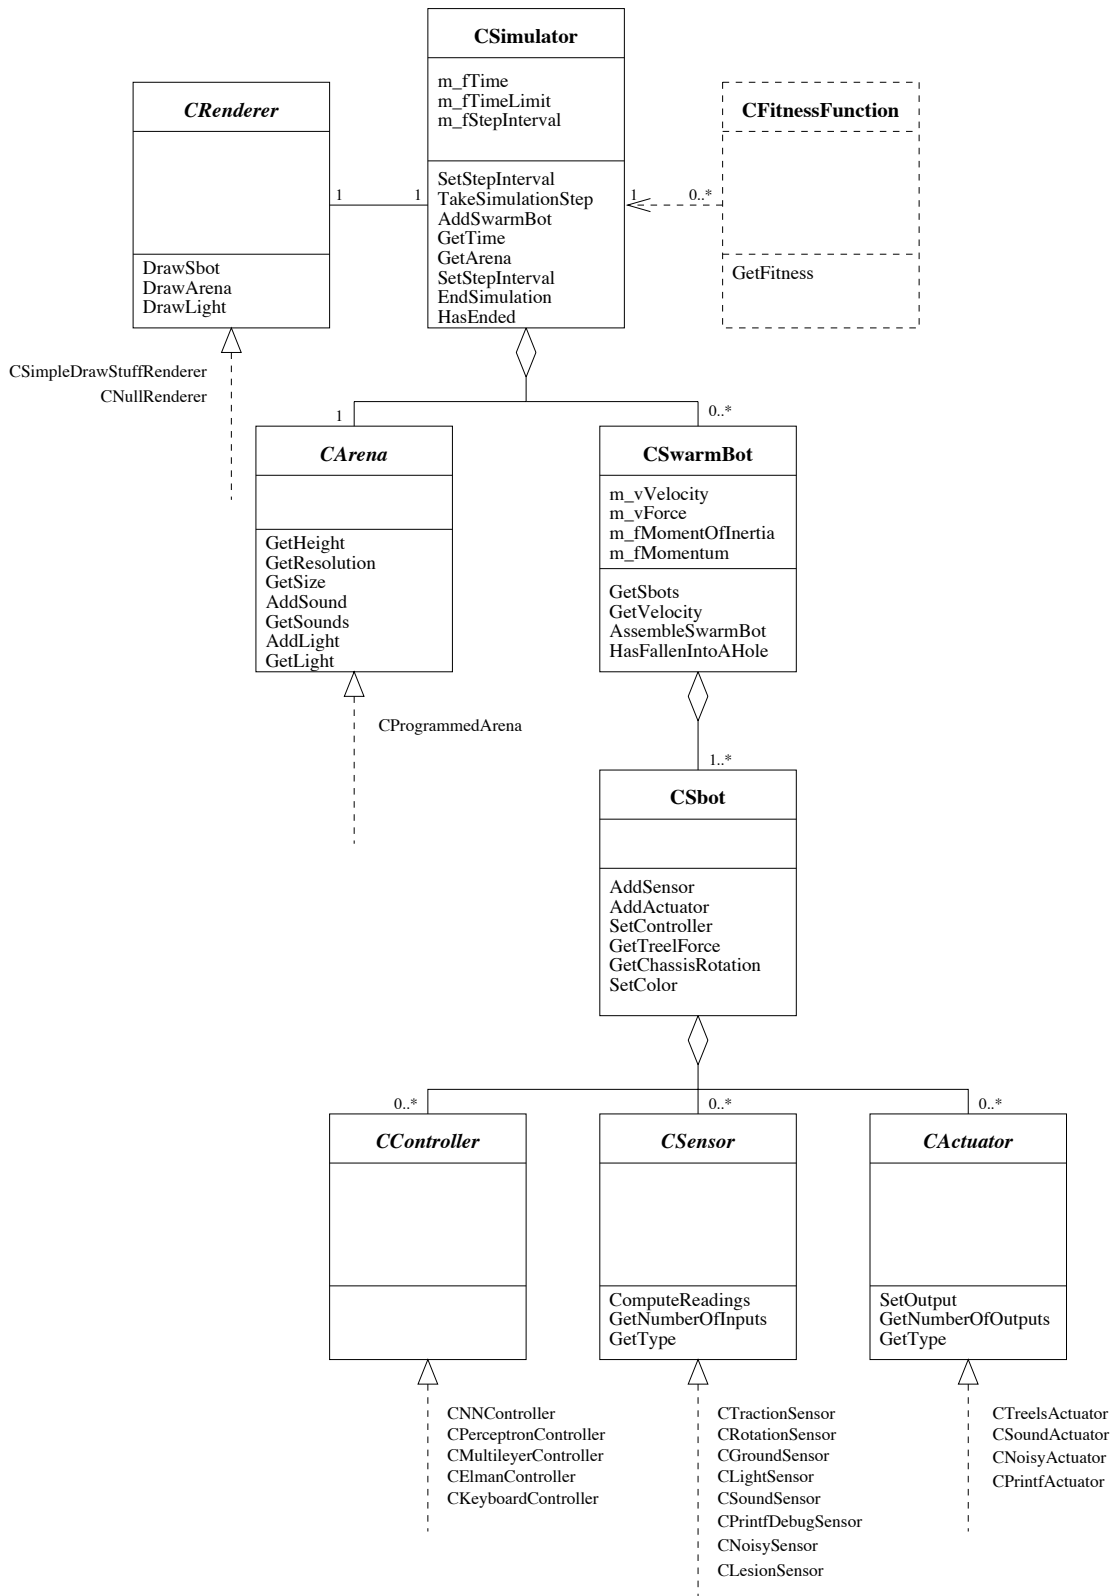 CSimulator
m_fTime
m_fTimeLimit
m_fStepInterval
SetStepInterval
TakeSimulationStep
AddSwarmBot
GetTime
GetArena
SetStepInterval
EndSimulation
HasEnded
CRenderer
DrawSbot
DrawArena
DrawLight
1
1
CFitnessFunction
GetFitness
1
0..*
CSimpleDrawStuffRenderer
CNullRenderer
1
0..*
CArena
GetHeight
GetResolution
GetSize
AddSound
GetSounds
AddLight
GetLight
CProgrammedArena
CSwarmBot
m_vVelocity
m_vForce
m_fMomentOfInertia
m_fMomentum
GetSbots
GetVelocity
AssembleSwarmBot
HasFallenIntoAHole
1..*
CSbot
AddSensor
AddActuator
SetController
GetTreelForce
GetChassisRotation
SetColor
0..*
0..*
0..*
CController
CNNController
CPerceptronController
CMultileyerController
CElmanController
CKeyboardController
CSensor
ComputeReadings
GetNumberOfInputs
GetType
CTractionSensor
CRotationSensor
CGroundSensor
CLightSensor
CSoundSensor
CPrintfDebugSensor
CNoisySensor
CLesionSensor
CActuator
SetOutput
GetNumberOfOutputs
GetType
CTreelsActuator
CSoundActuator
CNoisyActuator
CPrintfActuator